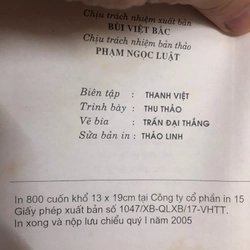 Chịu trách nhiệm xuất bản
BÙI VIỆT BẮC
Chịu trách nhiệm bản thảo
PHẠM NGỌC LUẬT
Biên tập : THANH VIỆT
Trình bày : THU THẢO
Vẽ bìa : TRẦN ĐẠI THẮNG
Sửa bản in : THẢO LINH
In 800 cuốn khổ 13 x 19cm tại Công ty cổ phần in 15
Giấy phép xuất bản số 1047/XB-QLXB/17-VHTT.
In xong và nộp lưu chiểu quý I năm 2005